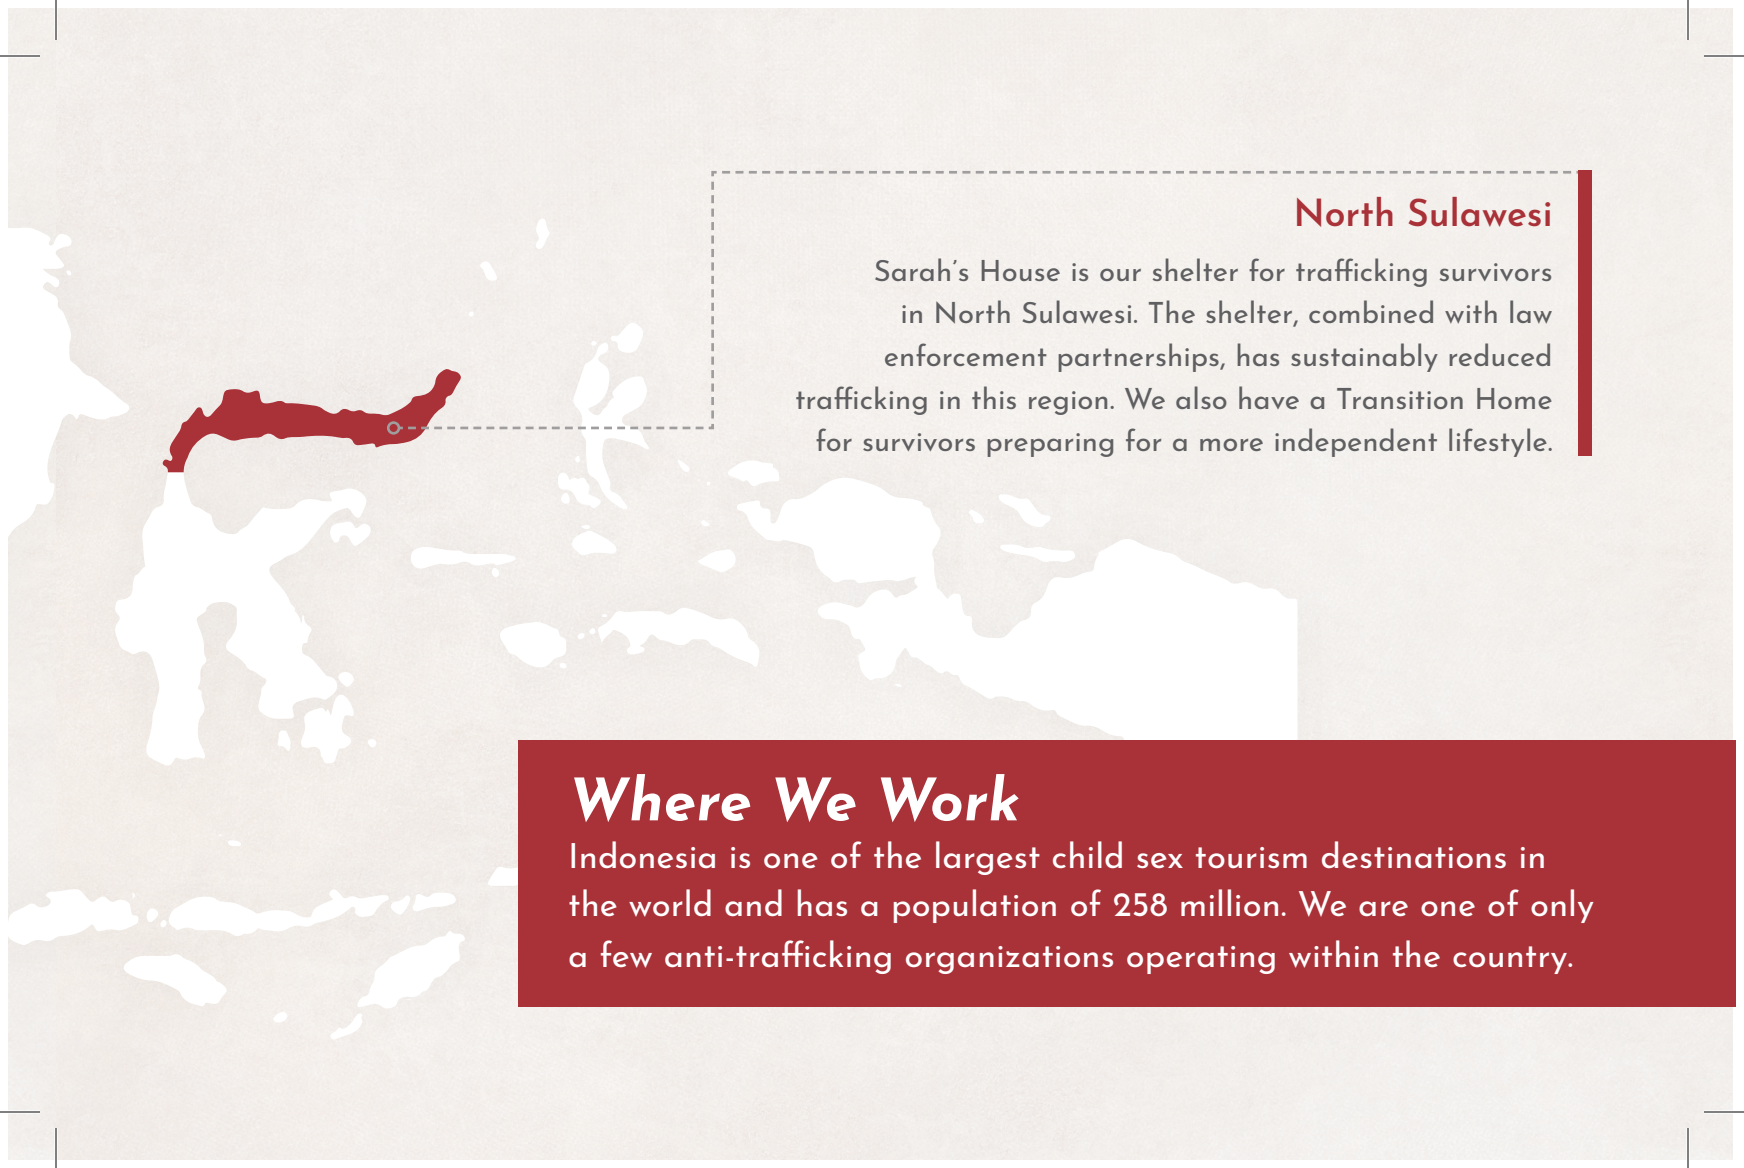 North Sulawesi
Sarah's House is our shelter for trafficking survivors
in North Sulawesi. The shelter, combined with law
enforcement partnerships, has sustainably reduced
trafficking in this region. We also have a Transition Home
for survivors preparing for a more independent lifestyle.
Where We Work
Indonesia is one of the largest child sex tourism destinations in
the world and has a population of 258 million. We are one of only
a few anti-trafficking organizations operating within the country.